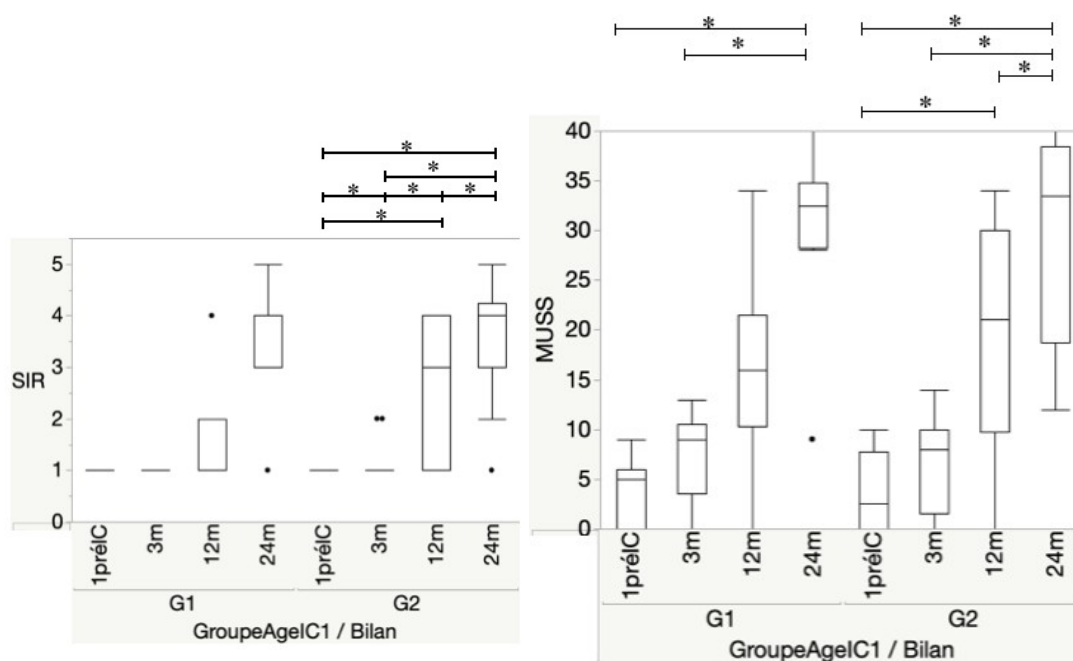 * * * *
* * *
*
*
* * *
*
SIR
5
4
3
2
1
0
1préIC 3m 12m 24m 1préIC 3m 12m 24m
G1 G2
GroupeAgeIC1 / Bilan
MUSS
40
35
30
25
20
15
10
5
0
1préIC 3m 12m 24m 1préIC 3m 12m 24m
G1 G2
GroupeAgeIC1 / Bilan